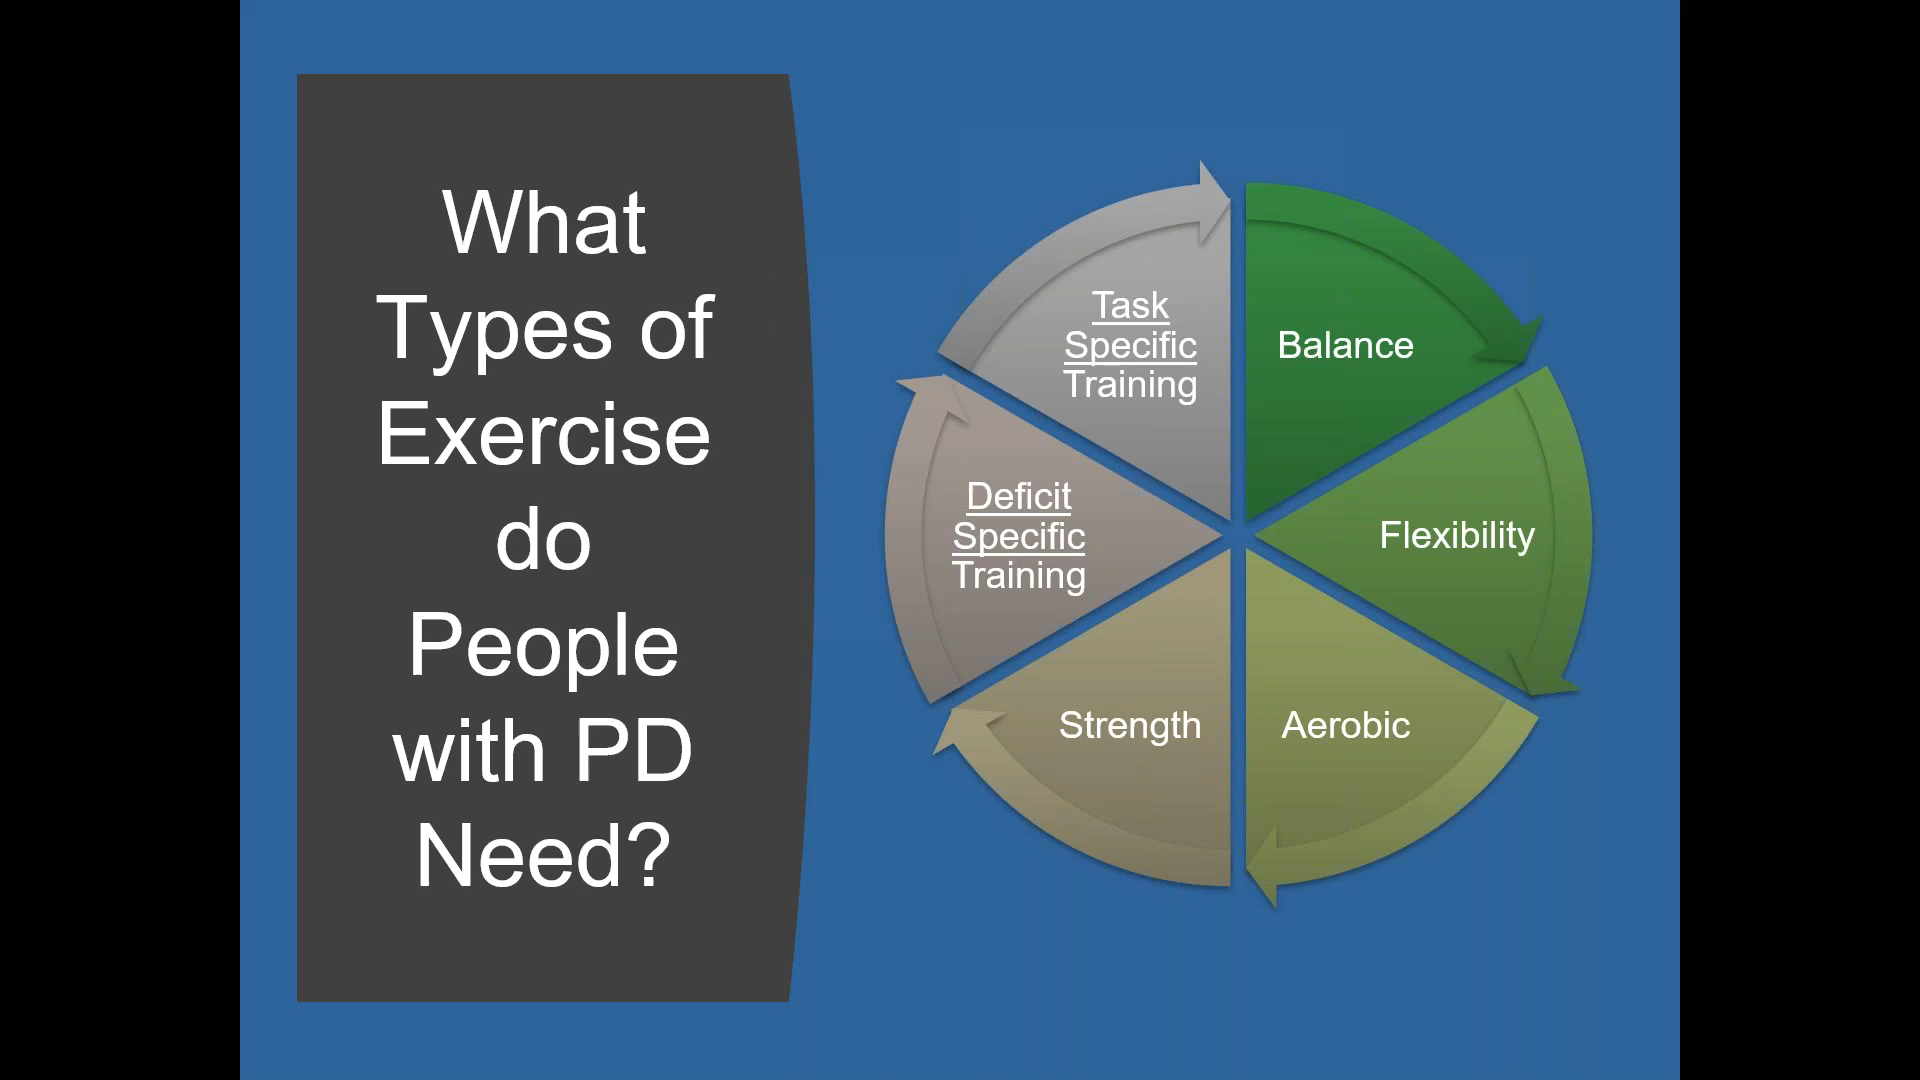 What
Types of
Exercise
do
People
with PD
Need?
Task
Specific
Training
Balance
Deficit
Specific
Training
Flexibility
Strength
Aerobic